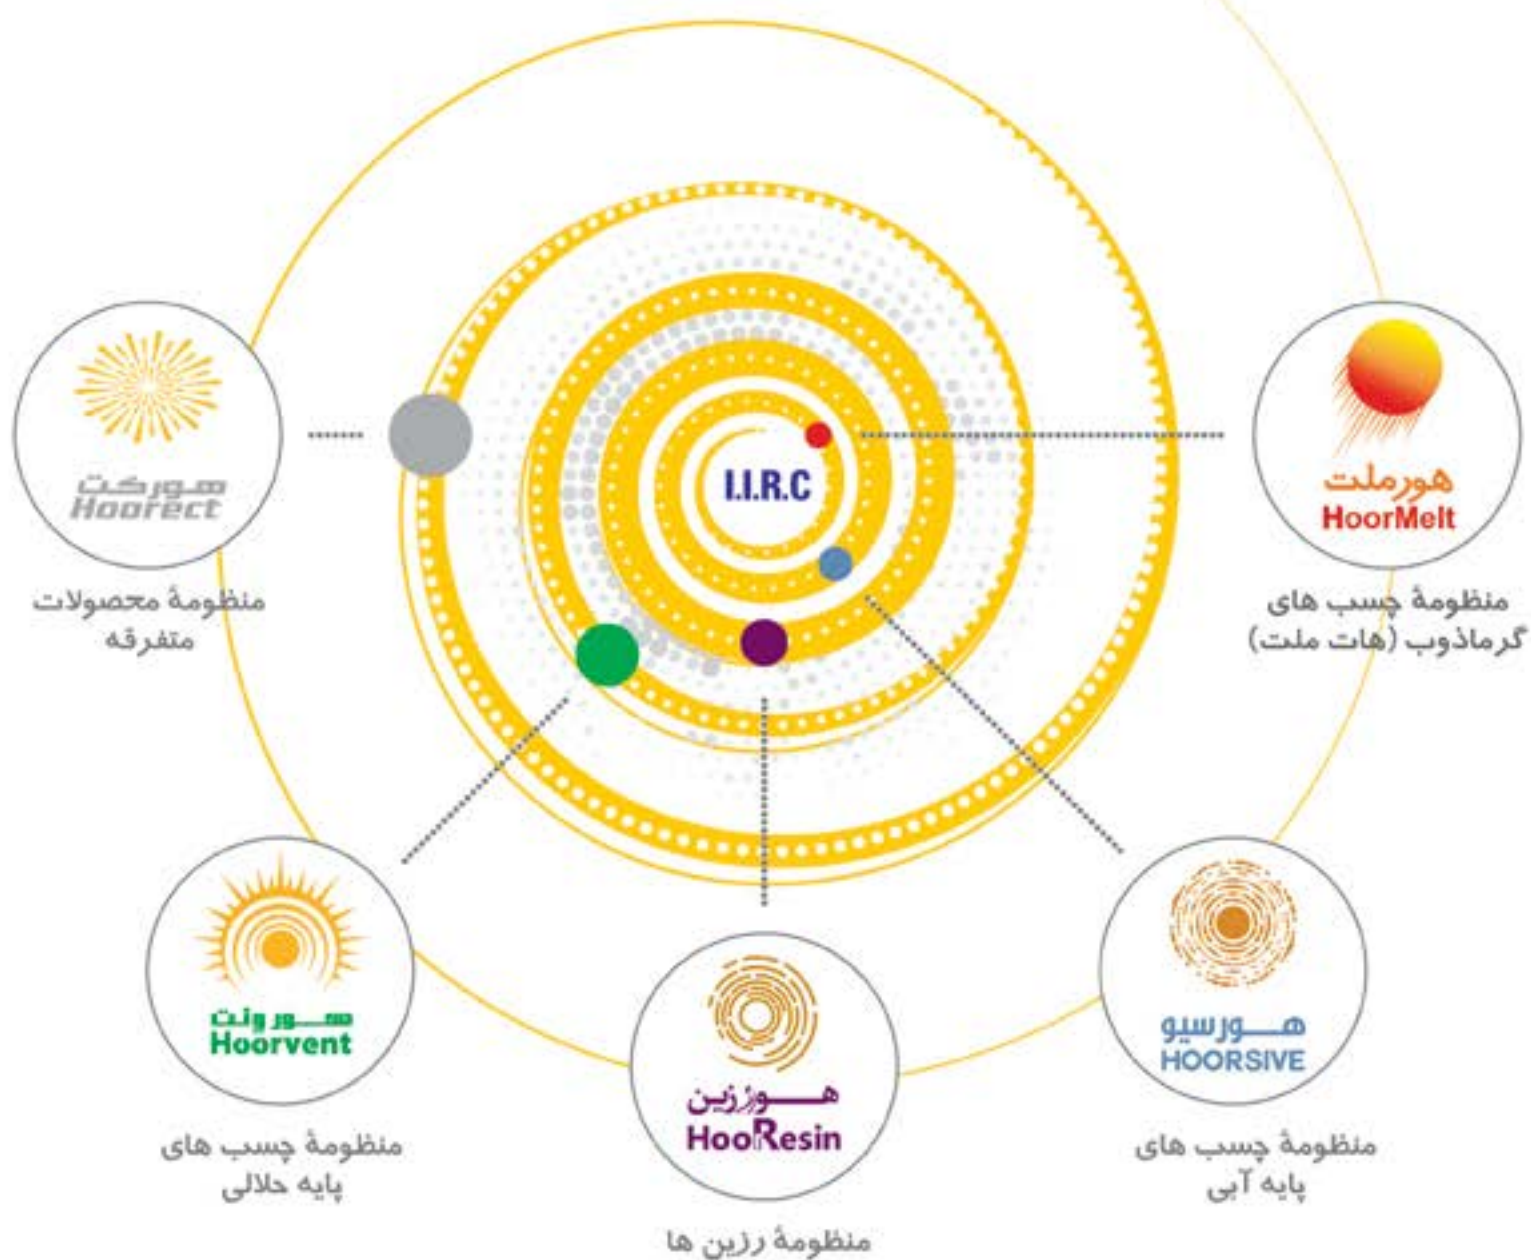 I.I.R.C
هورملت
HoorMelt
منظومهٔ چسب های
گرماذوب (هات ملت)
هورکت
Hoorect
منظومهٔ محصولات
متفرقه
هورسیو
HOORSIVE
منظومهٔ چسب های
پایه آبی
هوررزین
HooResin
منظومهٔ رزین ها
هورونت
Hoorvent
منظومهٔ چسب های
پایه حلالی